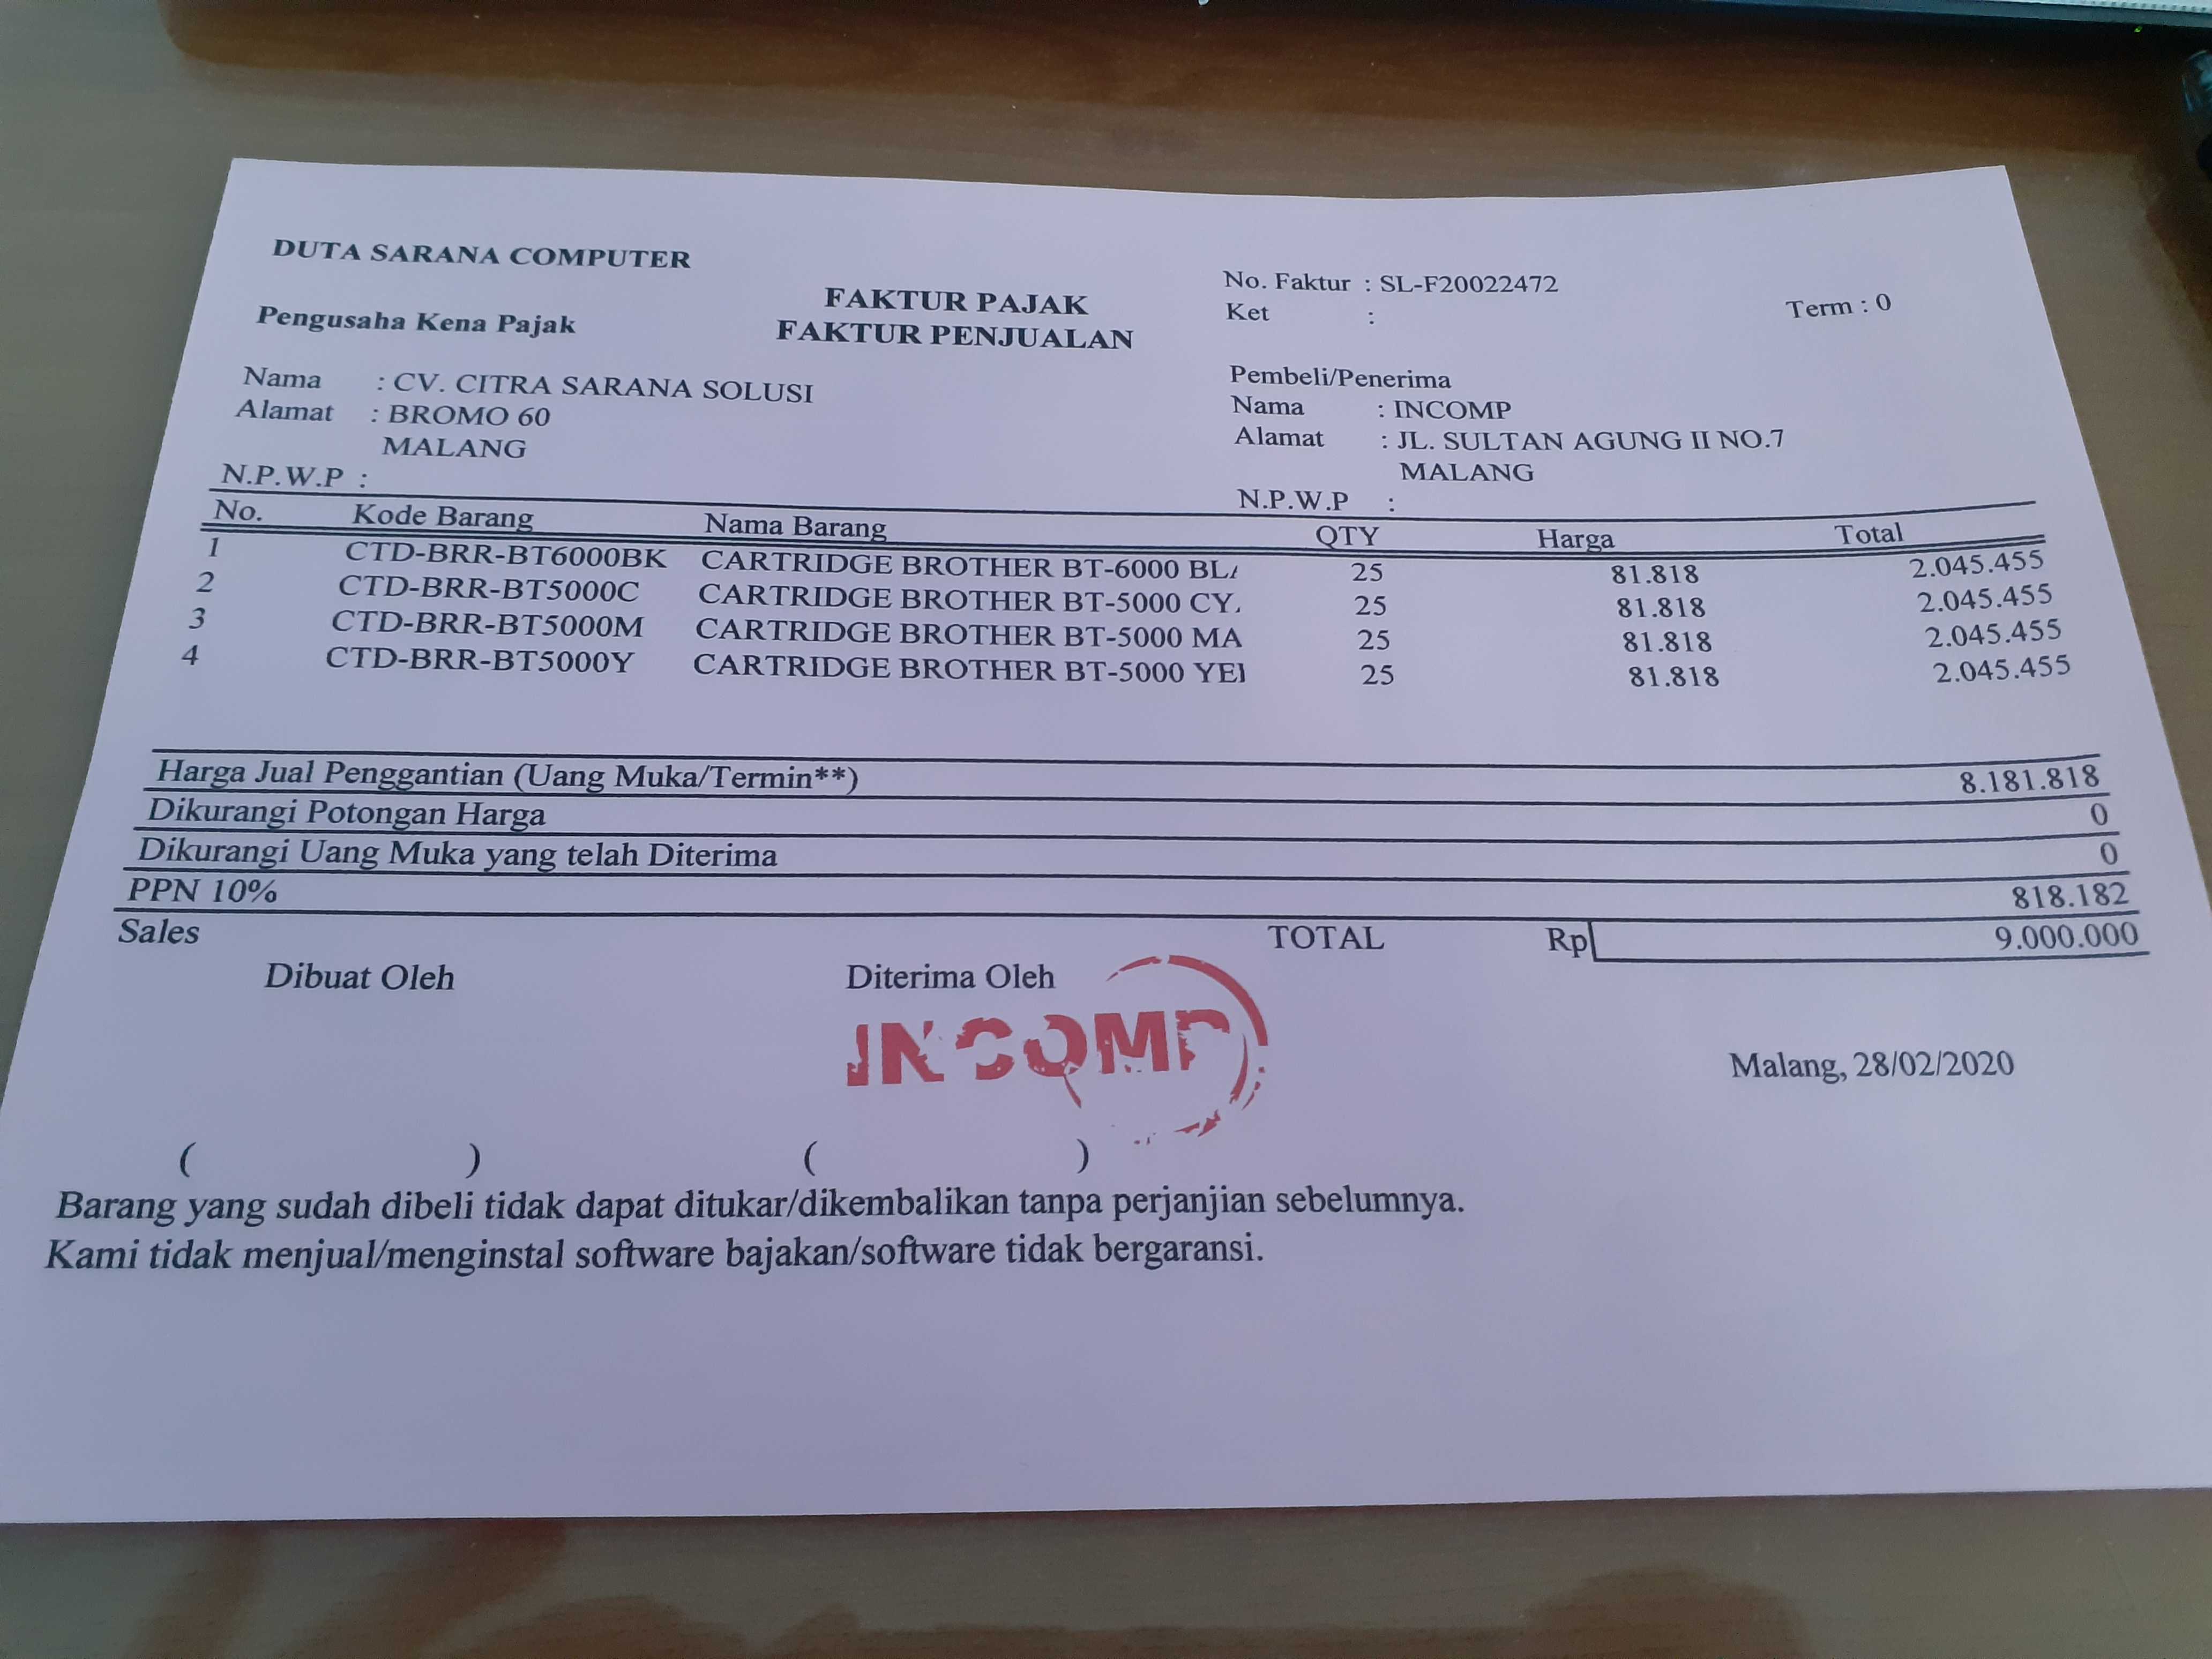 DUTA SARANA COMPUTER
FAKTUR PAJAK
FAKTUR PENJUALAN
No. Faktur : SL-F20022472
Ket :
Term : 0
Pengusaha Kena Pajak
Nama : CV. CITRA SARANA SOLUSI
Alamat : BROMO 60
MALANG
N.P.W.P :
Pembeli/Penerima
Nama : INCOMP
Alamat : JL. SULTAN AGUNG II NO.7
MALANG
N.P.W.P :
No. Kode Barang Nama Barang QTY Harga Total
1 CTD-BRR-BT6000BK CARTRIDGE BROTHER BT-6000 BLA 25 81.818 2.045.455
2 CTD-BRR-BT5000C CARTRIDGE BROTHER BT-5000 CY 25 81.818 2.045.455
3 CTD-BRR-BT5000M CARTRIDGE BROTHER BT-5000 MA 25 81.818 2.045.455
4 CTD-BRR-BT5000Y CARTRIDGE BROTHER BT-5000 YEL 25 81.818 2.045.455
Harga Jual Penggantian (Uang Muka/Termin**) 8.181.818
Dikurangi Potongan Harga 0
Dikurangi Uang Muka yang telah Diterima 0
PPN 10% 818.182
Sales TOTAL Rp 9.000.000
Dibuat Oleh Diterima Oleh
INCOMP
Malang, 28/02/2020
( ) ( )
Barang yang sudah dibeli tidak dapat ditukar/dikembalikan tanpa perjanjian sebelumnya.
Kami tidak menjual/menginstal software bajakan/software tidak bergaransi.